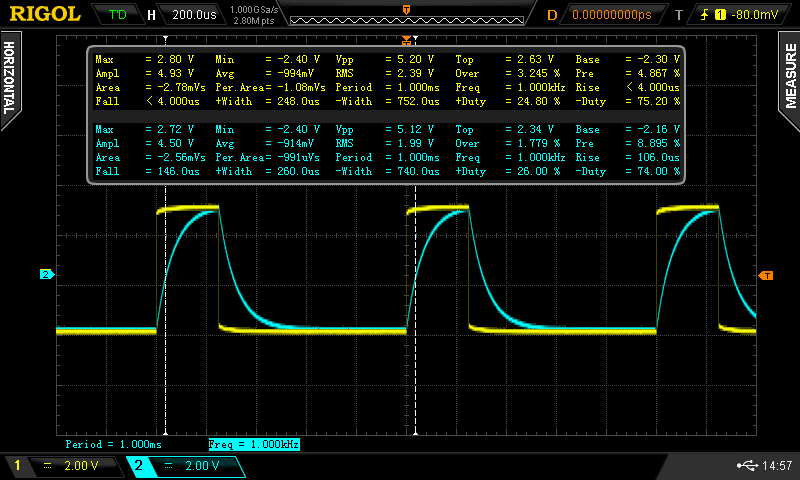 RIGOL T'D H 200.0us 1.000GSa/s 2.80M pts D 0.00000000ps T 1 -80.0mV
HORIZONTAL
MEASURE
T
Max = 2.80 V Min = -2.40 V Vpp = 5.20 V Top = 2.63 V Base = -2.30 V
Ampl = 4.93 V Avg = -994mV RMS = 2.39 V Over = 3.245 % Pre = 4.867 %
Area = -2.78mVs Per.Area= -1.08mVs Period = 1.000ms Freq = 1.000kHz Rise < 4.000us
Fall < 4.000us +Width = 248.0us -Width = 752.0us +Duty = 24.80 % -Duty = 75.20 %
Max = 2.72 V Min = -2.40 V Vpp = 5.12 V Top = 2.34 V Base = -2.16 V
Ampl = 4.50 V Avg = -914mV RMS = 1.99 V Over = 1.779 % Pre = 8.895 %
Area = -2.56mVs Per.Area= -991uVs Period = 1.000ms Freq = 1.000kHz Rise = 106.0us
Fall = 146.0us +Width = 260.0us -Width = 740.0us +Duty = 26.00 % -Duty = 74.00 %
2
T
Period = 1.000ms Freq = 1.000kHz
1 2.00 V 2 2.00 V 14:57